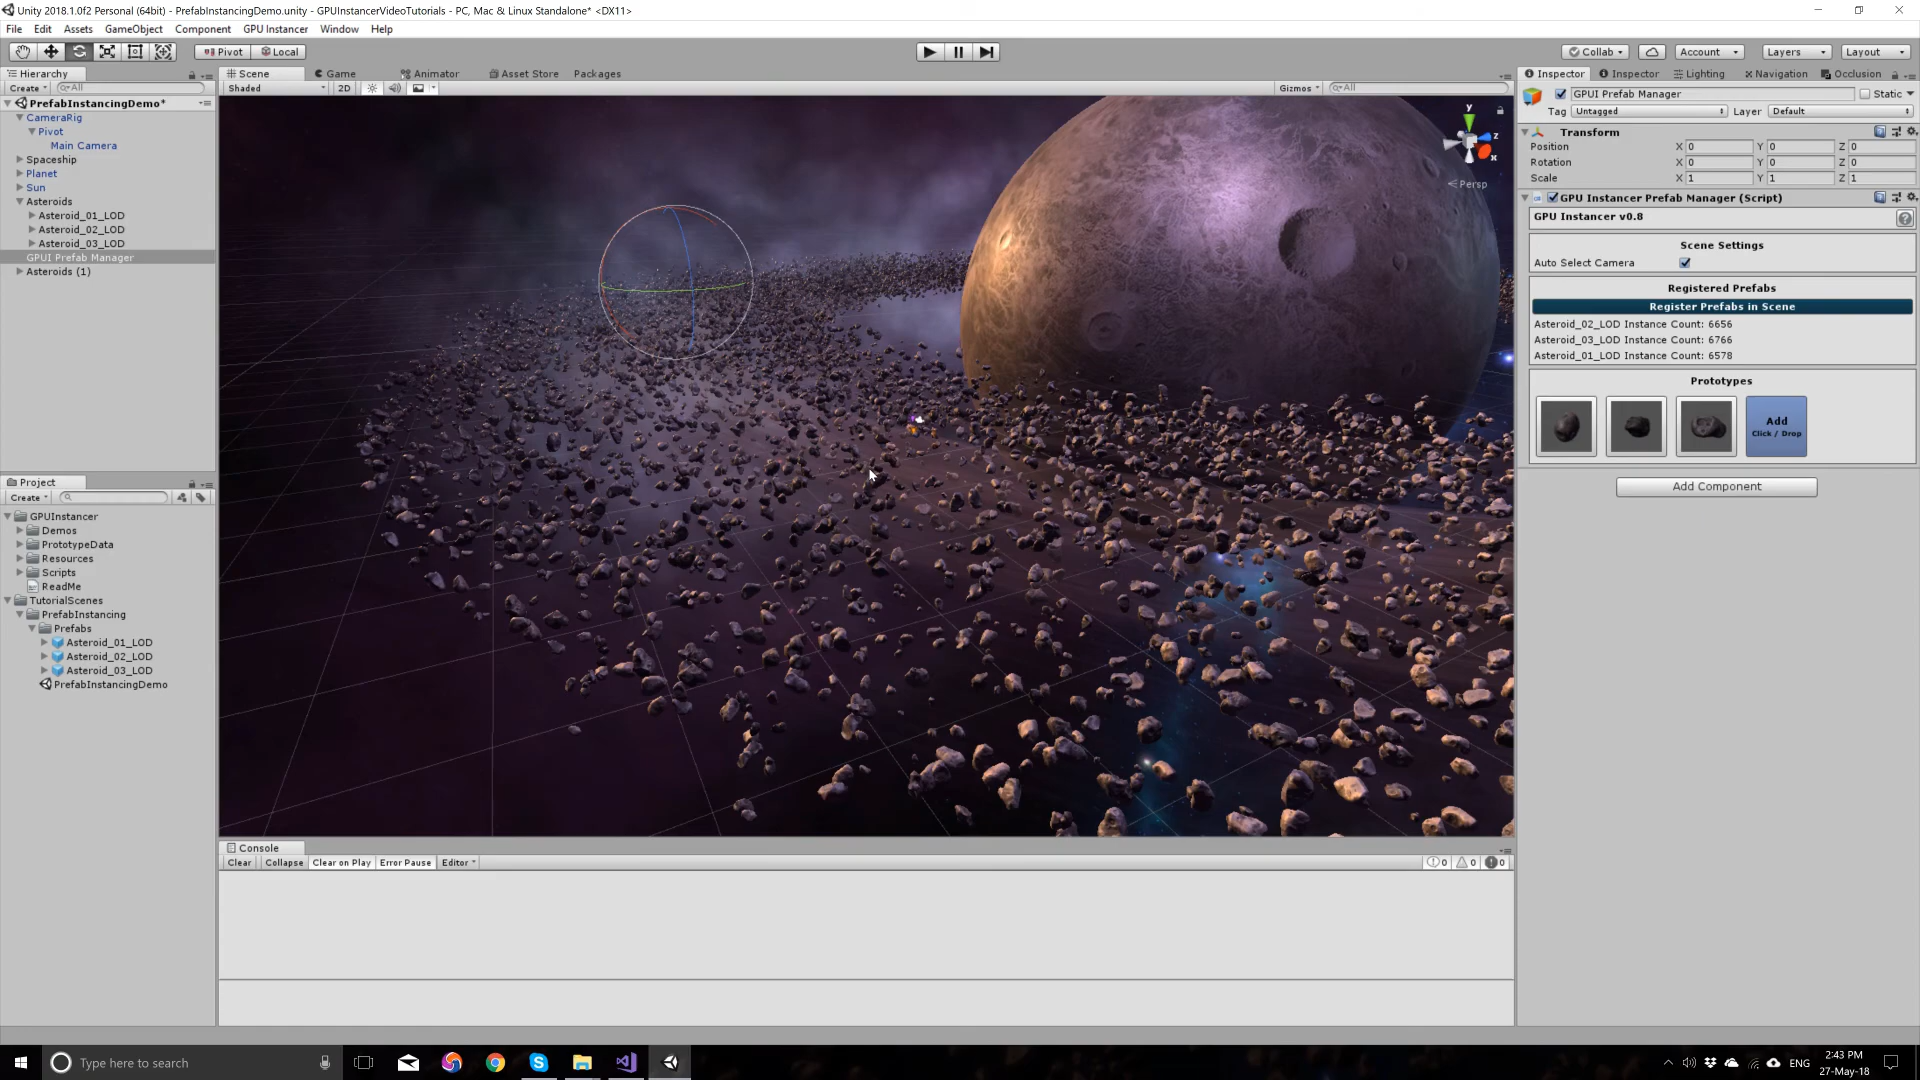 Unity 2018.1.0f2 Personal (64bit) - PrefabInstancingDemo.unity - GPUInstancerVideoTutorials - PC, Mac & Linux Standalone* <DX11>
File Edit Assets GameObject Component GPU Instancer Window Help
Pivot Local Collab Account Layers Layout
Hierarchy
Create All
PrefabInstancingDemo*
CameraRig
Pivot
Main Camera
Spaceship
Planet
Sun
Asteroids
Asteroid_01_LOD
Asteroid_02_LOD
Asteroid_03_LOD
GPUI Prefab Manager
Asteroids (1)
Project
Create
GPUInstancer
Demos
PrototypeData
Resources
Scripts
ReadMe
TutorialScenes
PrefabInstancing
Prefabs
Asteroid_01_LOD
Asteroid_02_LOD
Asteroid_03_LOD
PrefabInstancingDemo
Scene Game Animator Asset Store Packages
Shaded 2D Gizmos All
y
z
x
Persp
Console
Clear Collapse Clear on Play Error Pause Editor 0 0 0
Inspector Inspector Lighting Navigation Occlusion
GPUI Prefab Manager Static
Tag Untagged Layer Default
Transform
Position X 0 Y 0 Z 0
Rotation X 0 Y 0 Z 0
Scale X 1 Y 1 Z 1
GPU Instancer Prefab Manager (Script)
GPU Instancer v0.8
Scene Settings
Auto Select Camera
Registered Prefabs
Register Prefabs in Scene
Asteroid_02_LOD Instance Count: 6656
Asteroid_03_LOD Instance Count: 6766
Asteroid_01_LOD Instance Count: 6578
Prototypes
Add
Click / Drop
Add Component
Type here to search
ENG
2:43 PM
27-May-18